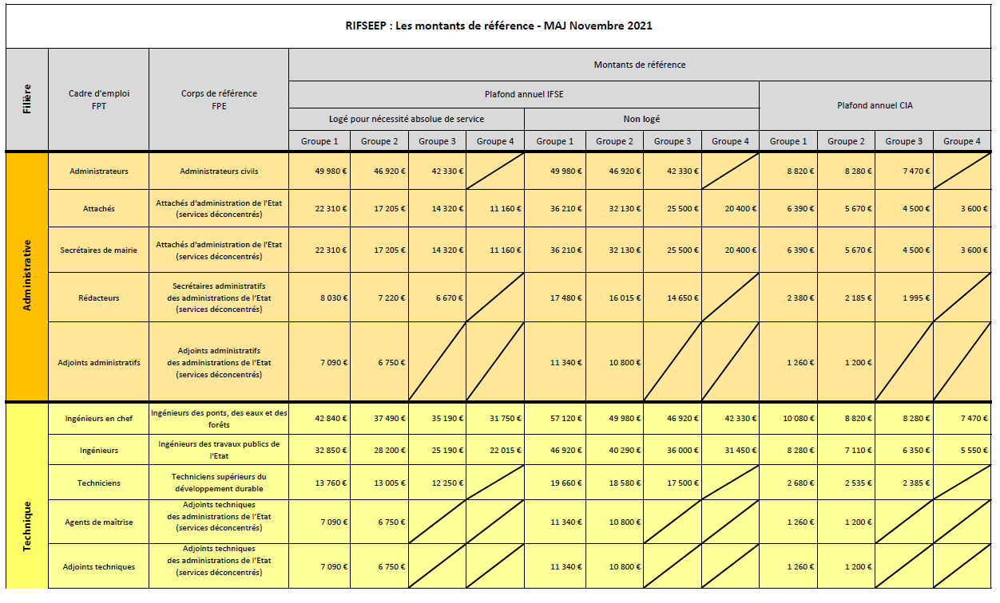 RIFSEEP : Les montants de référence - MAJ Novembre 2021
Filière
Cadre d'emploi
FPT
Corps de référence
FPE
Montants de référence
Plafond annuel IFSE
Plafond annuel CIA
Logé pour nécessité absolue de service
Non logé
Groupe 1 Groupe 2 Groupe 3 Groupe 4 Groupe 1 Groupe 2 Groupe 3 Groupe 4 Groupe 1 Groupe 2 Groupe 3 Groupe 4
Administrative
Administrateurs Administrateurs civils 49 980 € 46 920 € 42 330 € 49 980 € 46 920 € 42 330 € 8 820 € 8 280 € 7 470 €
Attachés
Attachés d'administration de l'Etat
(services déconcentrés)
22 310 € 17 205 € 14 320 € 11 160 € 36 210 € 32 130 € 25 500 € 20 400 € 6 390 € 5 670 € 4 500 € 3 600 €
Secrétaires de mairie
Attachés d'administration de l'Etat
(services déconcentrés)
22 310 € 17 205 € 14 320 € 11 160 € 36 210 € 32 130 € 25 500 € 20 400 € 6 390 € 5 670 € 4 500 € 3 600 €
Rédacteurs
Secrétaires administratifs
des administrations de l'Etat
(services déconcentrés)
8 030 € 7 220 € 6 670 € 17 480 € 16 015 € 14 650 € 2 380 € 2 185 € 1 995 €
Adjoints administratifs
Adjoints administratifs
des administrations de l'Etat
(services déconcentrés)
7 090 € 6 750 € 11 340 € 10 800 € 1 260 € 1 200 €
Technique
Ingénieurs en chef
Ingénieurs des ponts, des eaux et des
forêts
42 840 € 37 490 € 35 190 € 31 750 € 57 120 € 49 980 € 46 920 € 42 330 € 10 080 € 8 820 € 8 280 € 7 470 €
Ingénieurs
Ingénieurs des travaux publics de
l'Etat
32 850 € 28 200 € 25 190 € 22 015 € 46 920 € 40 290 € 36 000 € 31 450 € 8 280 € 7 110 € 6 350 € 5 550 €
Techniciens
Techniciens supérieurs du
développement durable
13 760 € 13 005 € 12 250 € 19 660 € 18 580 € 17 500 € 2 680 € 2 535 € 2 385 €
Agents de maîtrise
Adjoints techniques
des administrations de l'Etat
(services déconcentrés)
7 090 € 6 750 € 11 340 € 10 800 € 1 260 € 1 200 €
Adjoints techniques
Adjoints techniques
des administrations de l'Etat
(services déconcentrés)
7 090 € 6 750 € 11 340 € 10 800 € 1 260 € 1 200 €